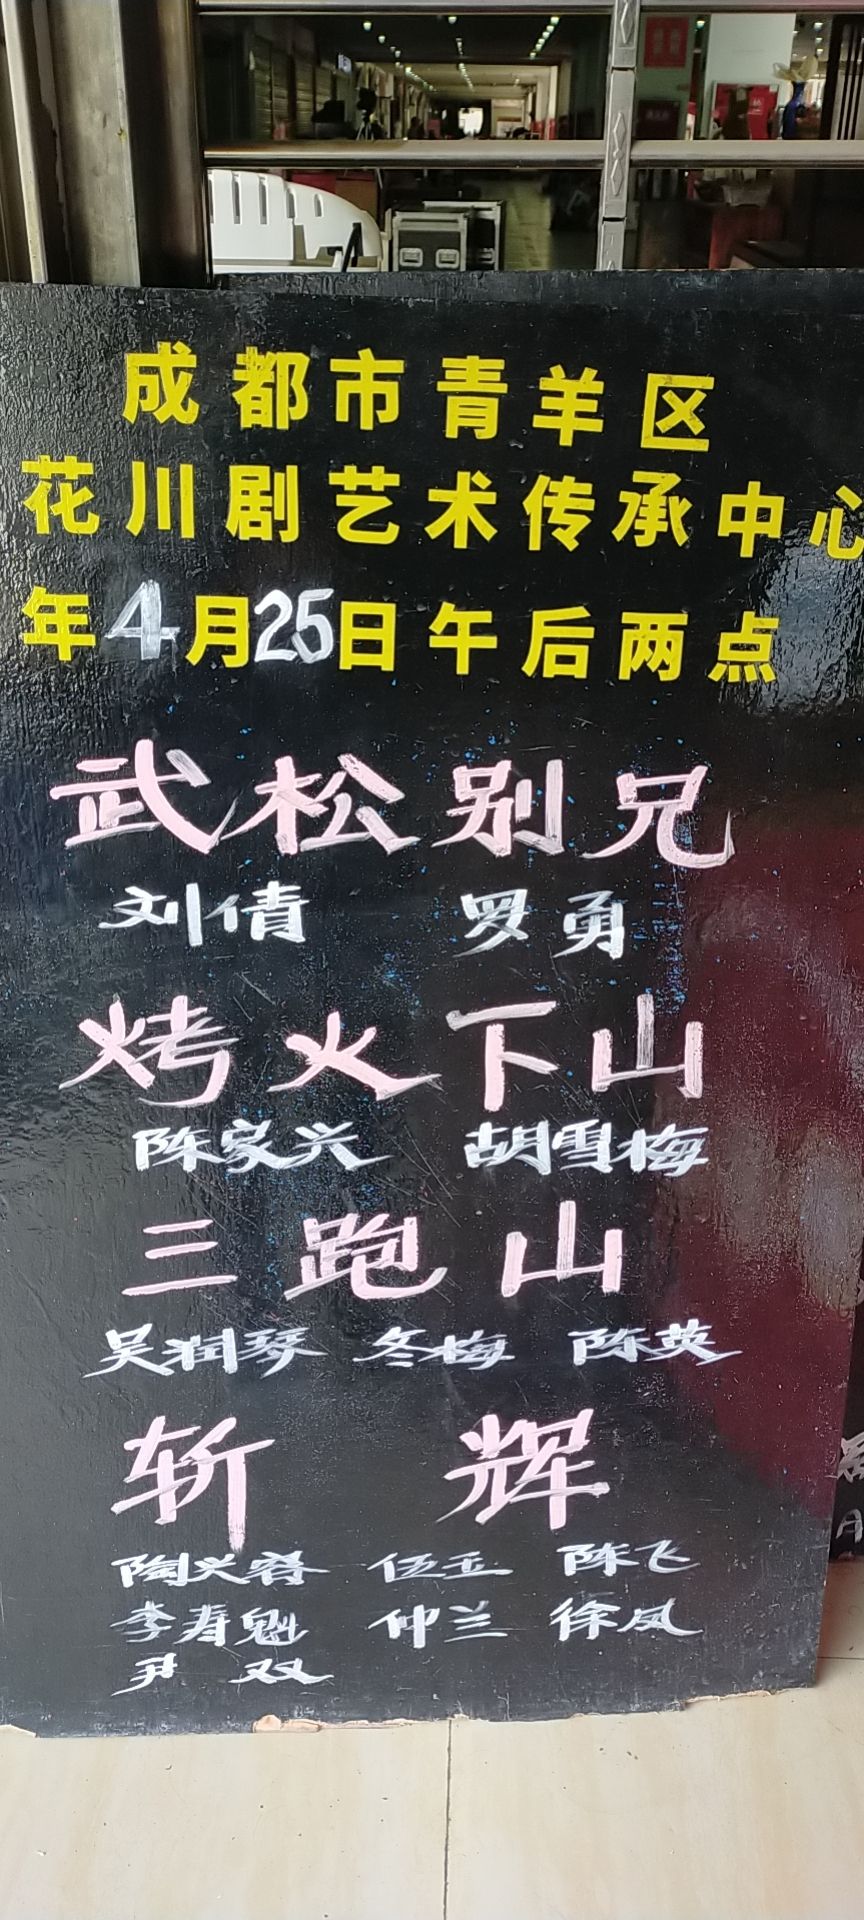 成都市青羊区
花川剧艺术传承中心
年4月25日午后两点
武松别兄
刘倩 罗勇
烤火下山
陈家兴 胡雪梅
三跑山
吴润琴 冬梅 陈英
斩辉
陶兴容 伍立 陈飞
李寿魁 仲兰 徐凤
尹双